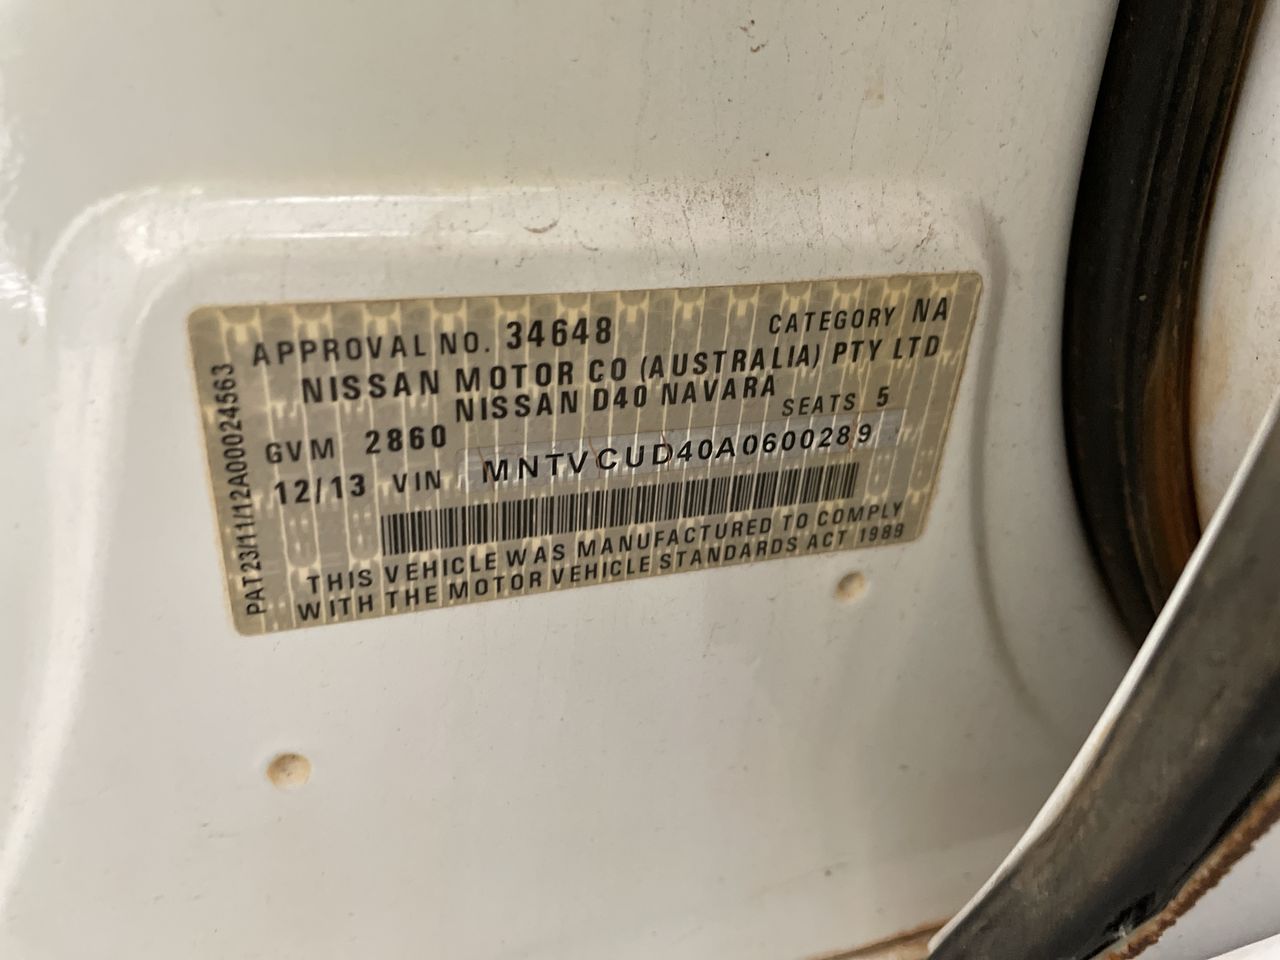 APPROVAL NO. 34648 CATEGORY NA
NISSAN MOTOR CO (AUSTRALIA) PTY LTD
NISSAN D40 NAVARA
GVM 2860 SEATS 5
12/13 VIN MNTVCUD40A0600289
THIS VEHICLE WAS MANUFACTURED TO COMPLY
WITH THE MOTOR VEHICLE STANDARDS ACT 1989
PAT23/11/12A000024563